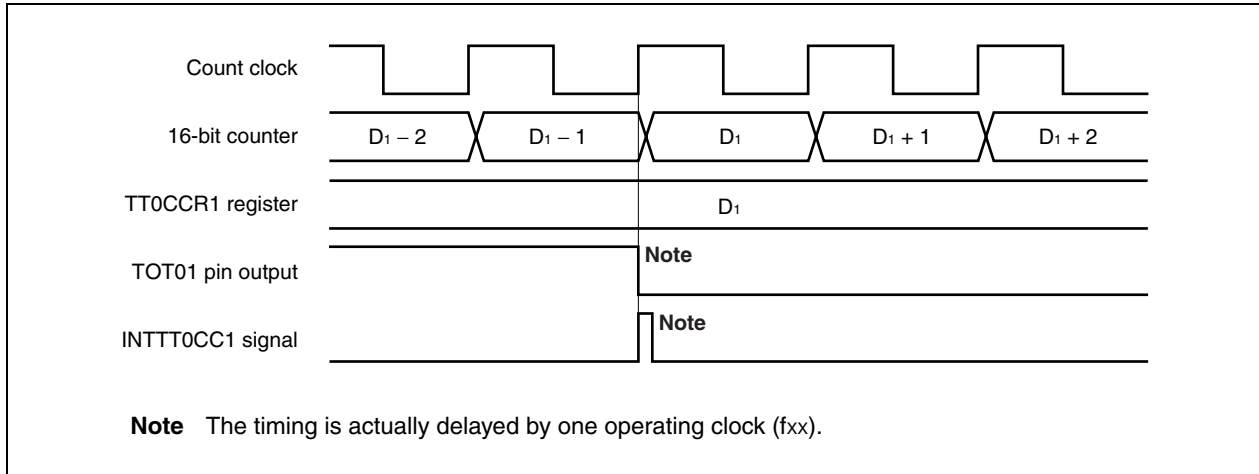 Count clock
16-bit counter D1 − 2 D1 − 1 D1 D1 + 1 D1 + 2
TT0CCR1 register D1
TOT01 pin output Note
INTTT0CC1 signal Note
Note The timing is actually delayed by one operating clock (fxx).